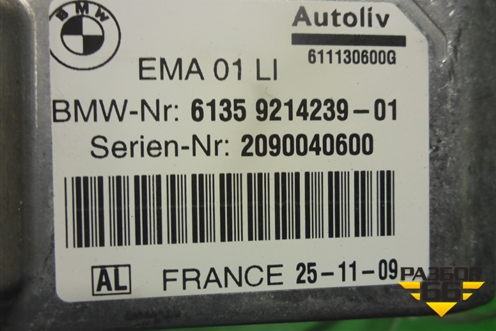 BMW
Autoliv
611130600G
EMA 01 LI
BMW-Nr: 6135 9214239-01
Serien-Nr: 2090040600
AL FRANCE 25-11-09
РАЗБОР
66